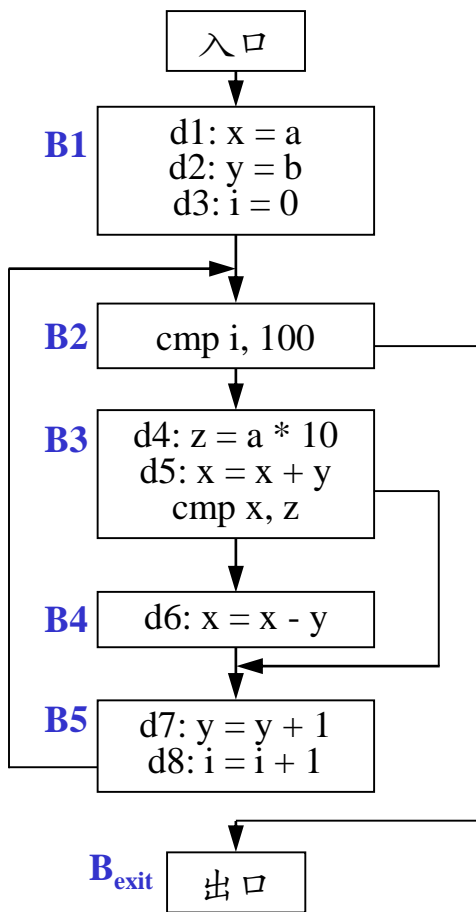 入口
B1
d1: x = a
d2: y = b
d3: i = 0
B2
cmp i, 100
B3
d4: z = a * 10
d5: x = x + y
cmp x, z
B4
d6: x = x - y
B5
d7: y = y + 1
d8: i = i + 1
Bexit
出口